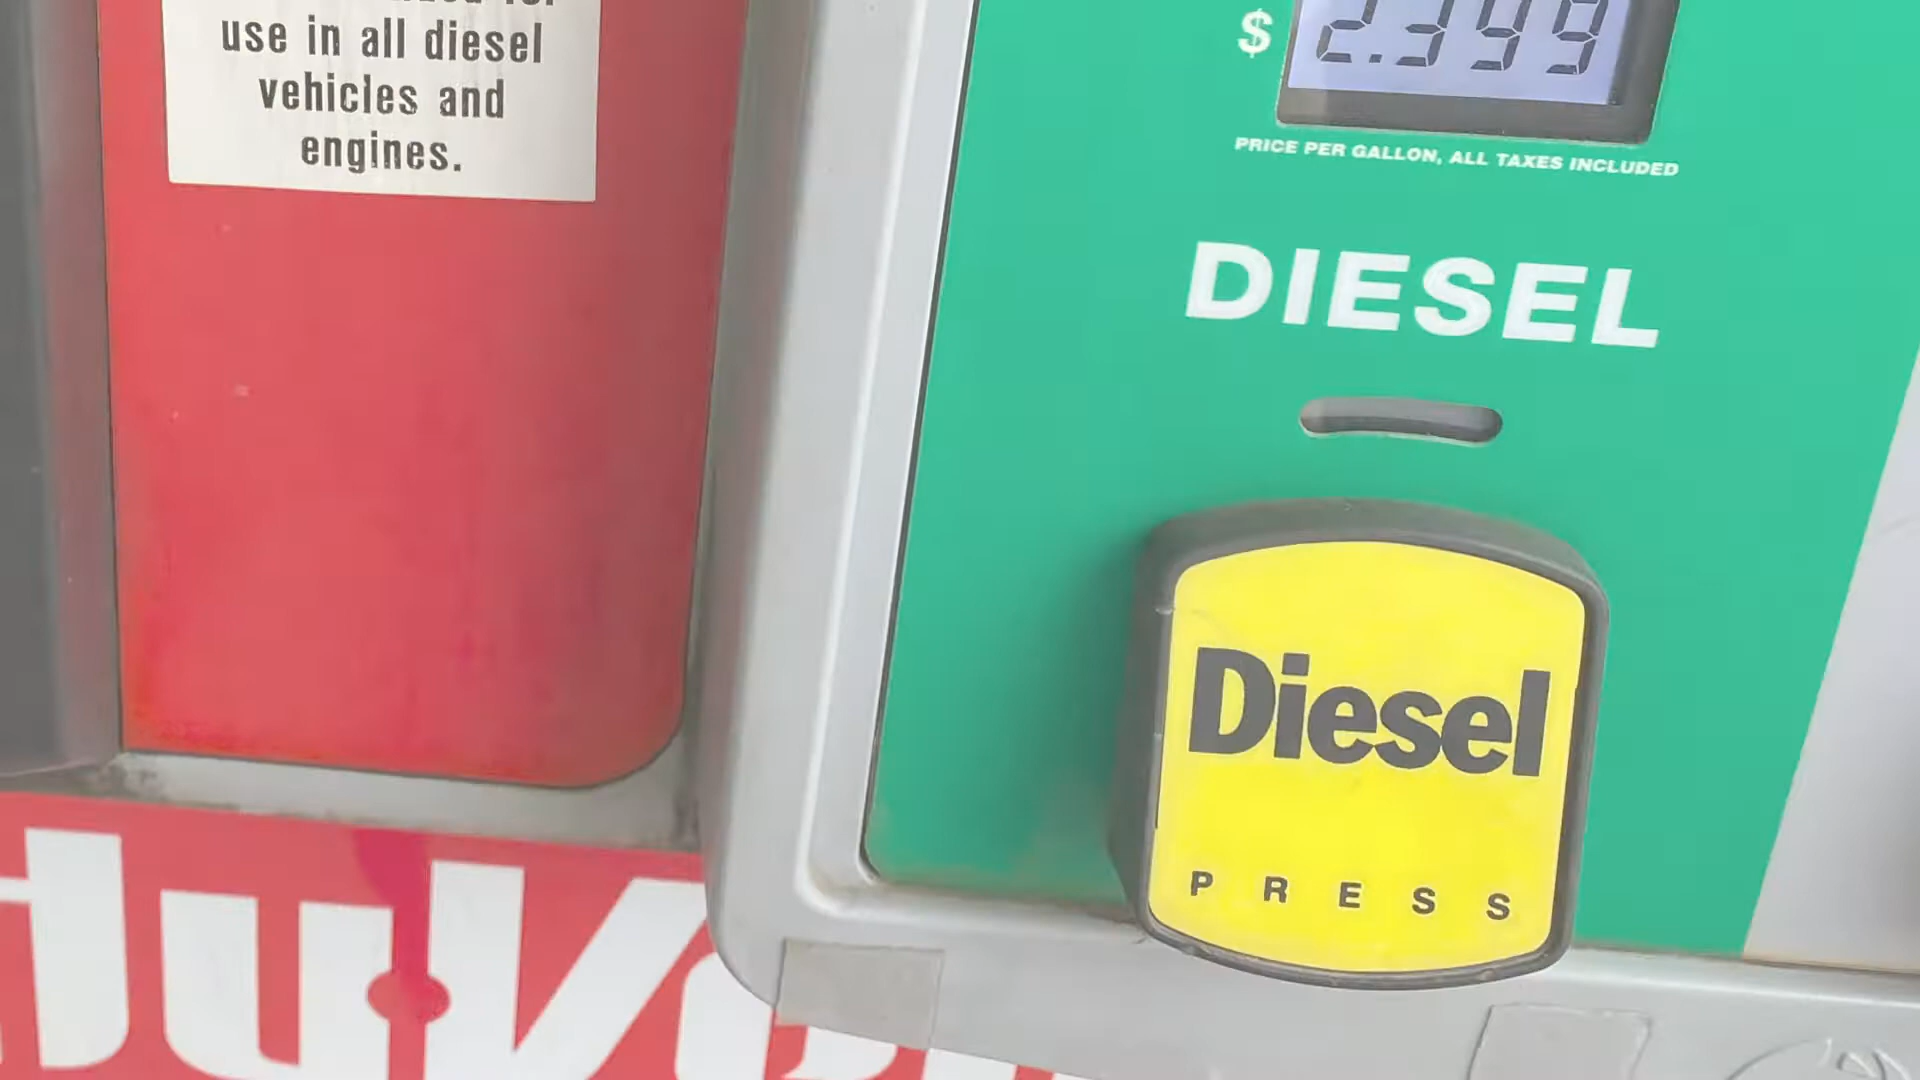 use in all diesel
vehicles and
engines.
$ 2.399
PRICE PER GALLON, ALL TAXES INCLUDED
DIESEL
Diesel
PRESS